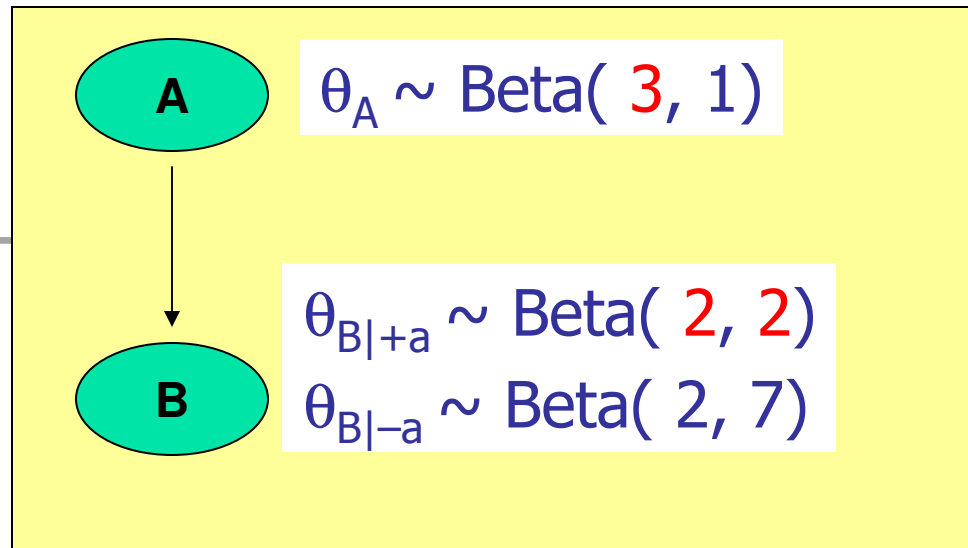 A
θA ~ Beta( 3, 1)
θB|+a ~ Beta( 2, 2)
B
θB|–a ~ Beta( 2, 7)